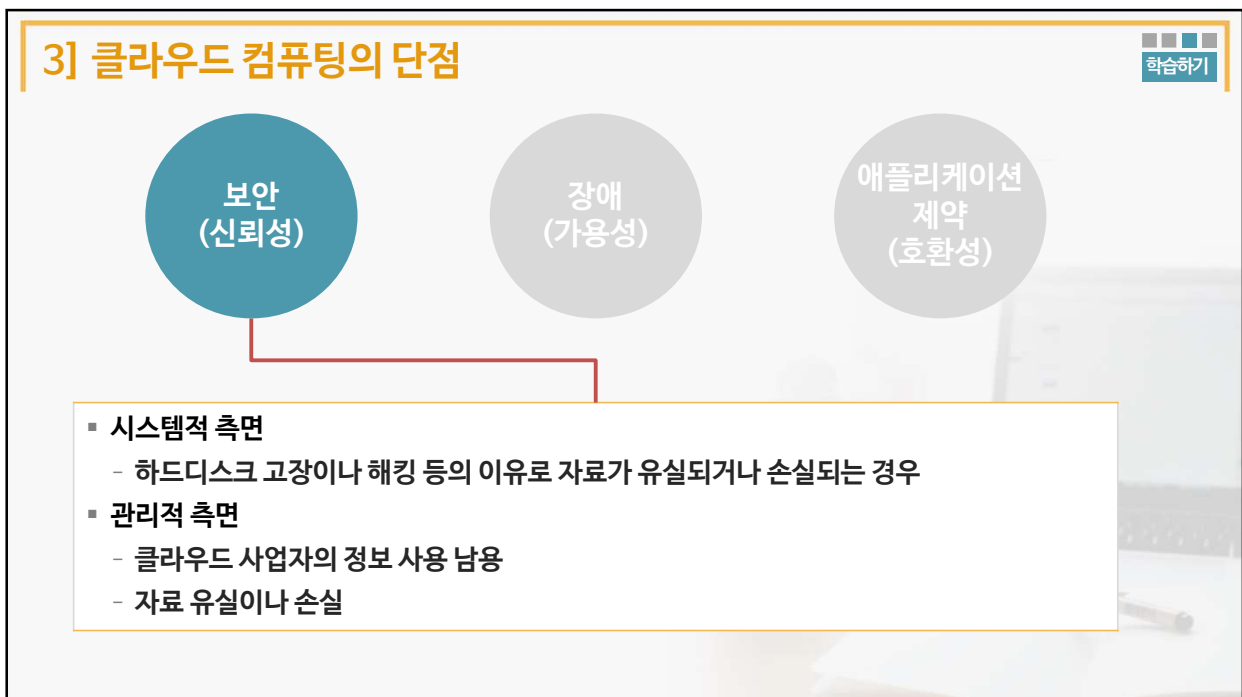 3] 클라우드 컴퓨팅의 단점
학습하기
보안
(신뢰성)
장애
(가용성)
애플리케이션
제약
(호환성)
▪ 시스템적 측면
- 하드디스크 고장이나 해킹 등의 이유로 자료가 유실되거나 손실되는 경우
▪ 관리적 측면
- 클라우드 사업자의 정보 사용 남용
- 자료 유실이나 손실